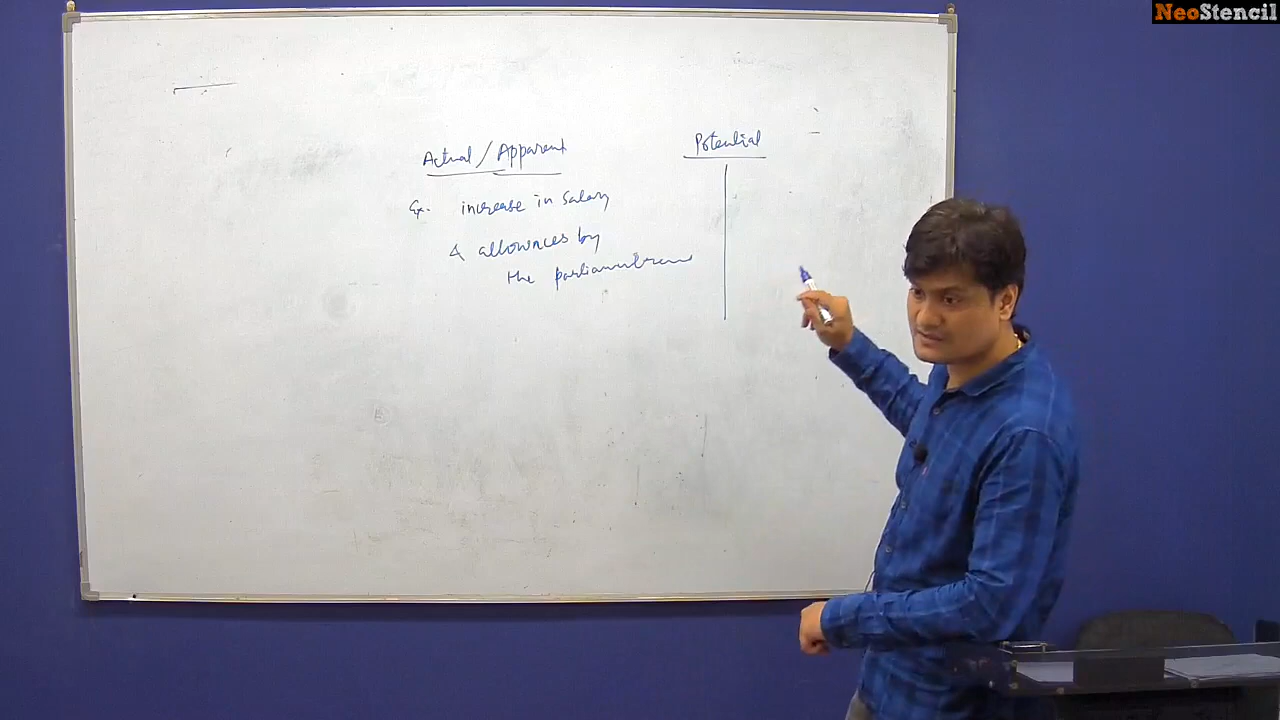 NeoStencil
Actual / Apparent
Potential
Ex. increase in salary
& allowances by
the parliamentarians